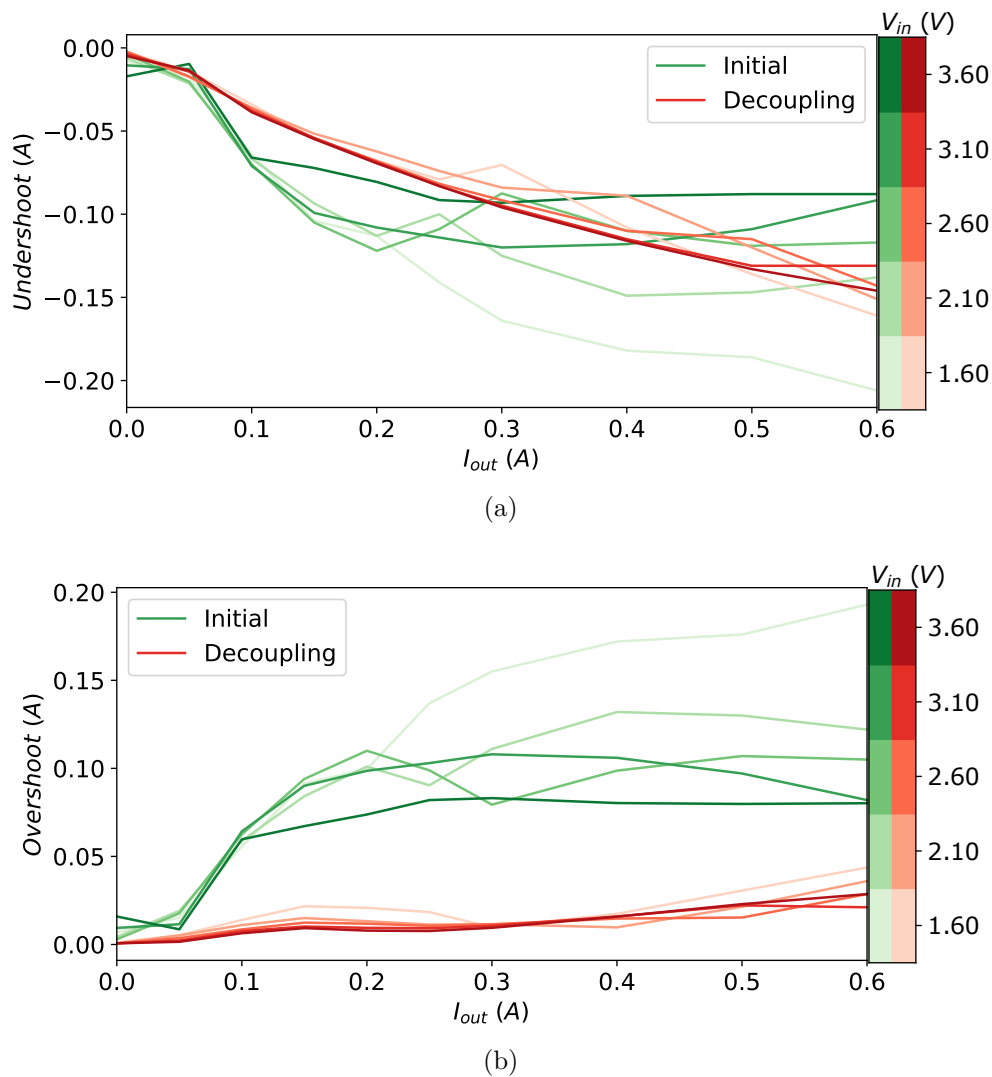 V_in (V)
0.00
−0.05
−0.10
−0.15
−0.20
Undershoot (A)
Initial
Decoupling
3.60
3.10
2.60
2.10
1.60
0.0 0.1 0.2 0.3 0.4 0.5 0.6
I_out (A)
(a)
V_in (V)
0.20
0.15
0.10
0.05
0.00
Overshoot (A)
Initial
Decoupling
3.60
3.10
2.60
2.10
1.60
0.0 0.1 0.2 0.3 0.4 0.5 0.6
I_out (A)
(b)